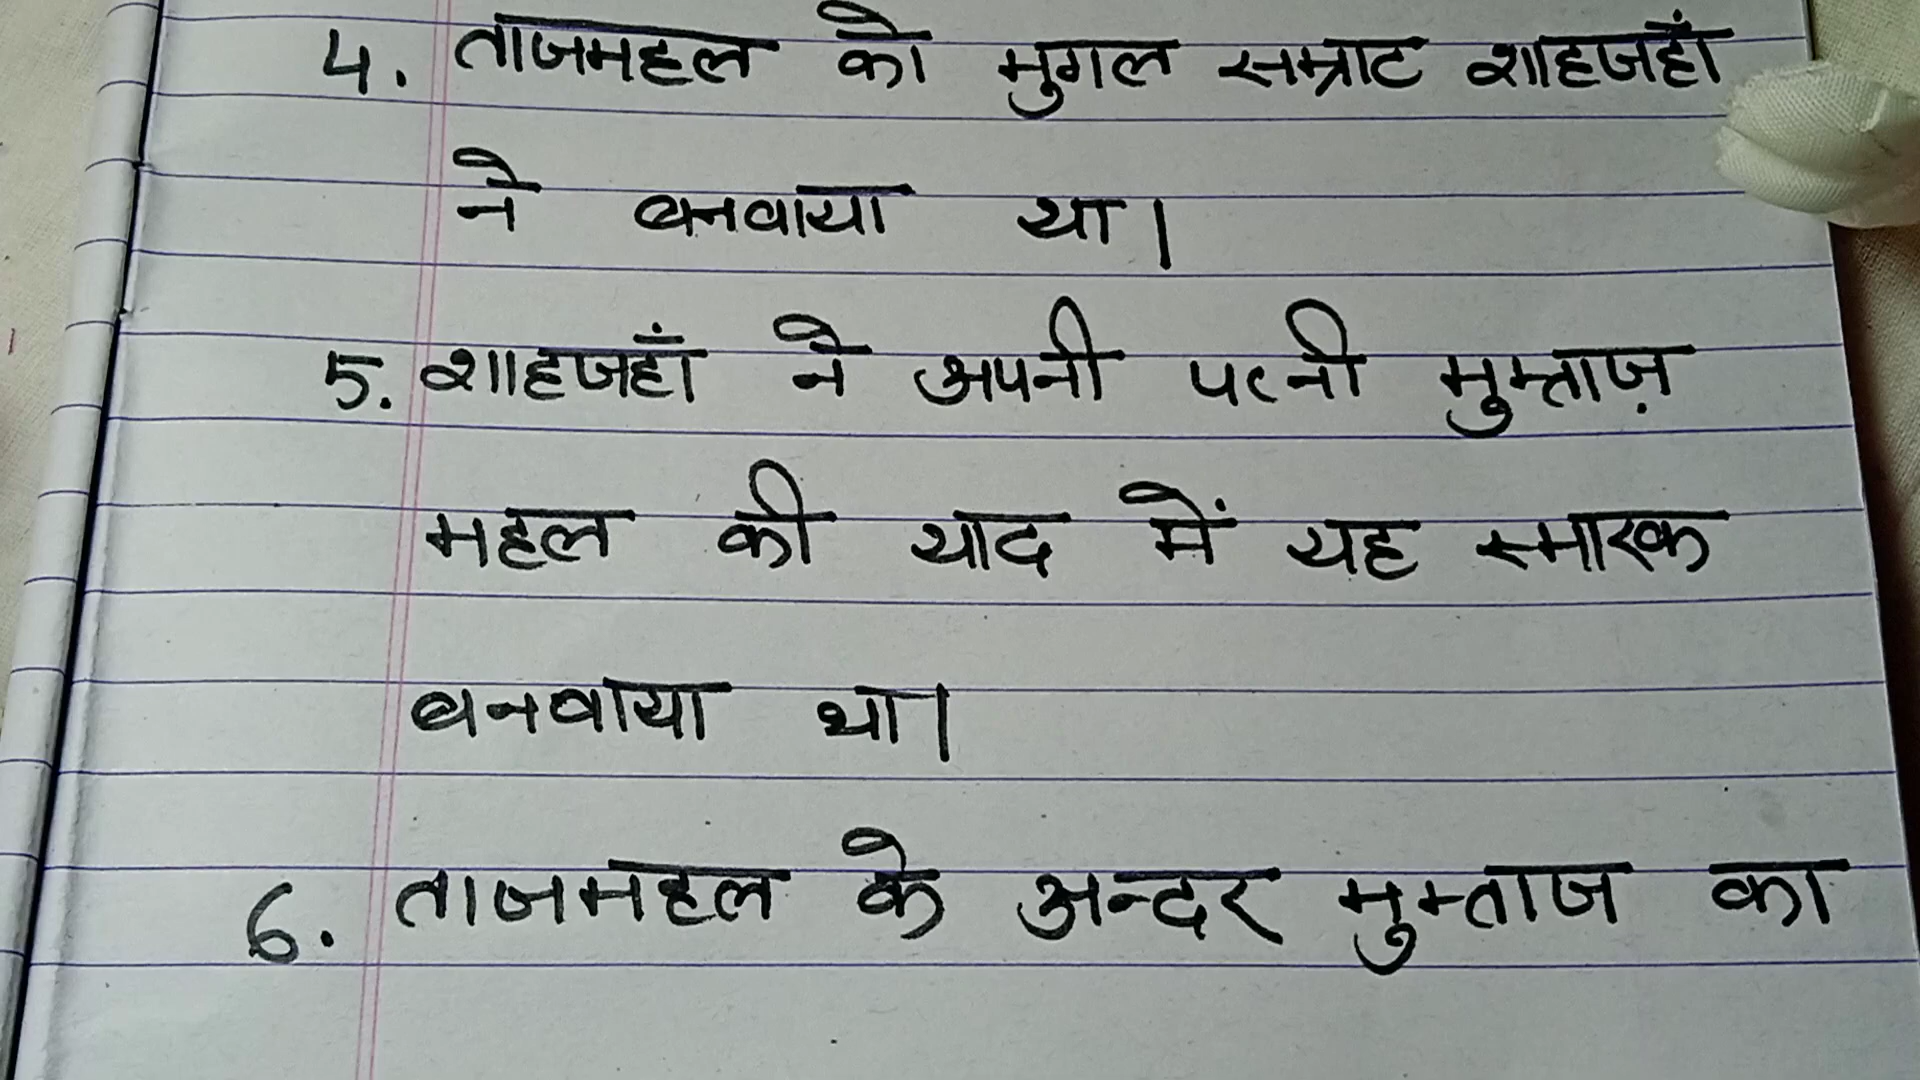 4. ताजमहल को मुगल सम्राट शाहजहाँ
ने बनवाया था।
5. शाहजहाँ ने अपनी पत्नी मुम्ताज़
महल की याद में यह स्मारक
बनवाया था।
6. ताजमहल के अन्दर मुम्ताज का